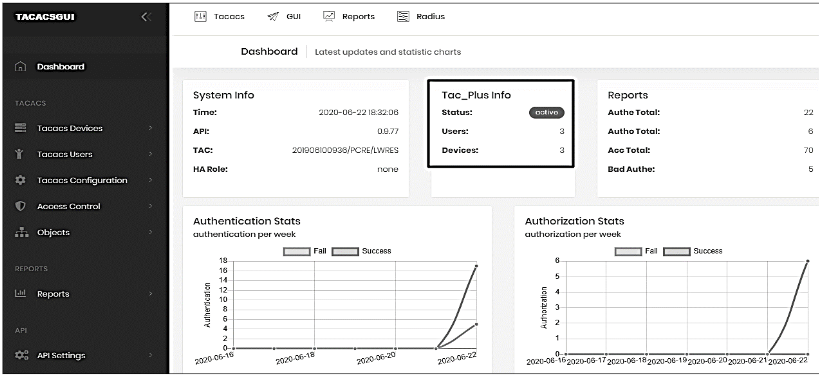 TACACSGUI
Tacacs GUI Reports Radius
Dashboard Latest updates and statistic charts
Dashboard
TACACS
Tacacs Devices
Tacacs Users
Tacacs Configuration
Access Control
Objects
REPORTS
Reports
API
API Settings
System Info
Time: 2020-06-22 18:32:06
API: 0.9.77
TAC: 201906100936/PCRE/LWRES
HA Role: none
Tac_Plus Info
Status: active
Users: 3
Devices: 3
Reports
Authe Total: 22
Autho Total: 6
Acc Total: 70
Bad Authe: 5
Authentication Stats
authentication per week
Fail Success
Authentication
18
16
14
12
10
8
6
4
2
0
2020-06-16 2020-06-18 2020-06-20 2020-06-22
Authorization Stats
authorization per week
Fail Success
Authorization
6
5
4
3
2
1
0
2020-06-16 2020-06-17 2020-06-18 2020-06-19 2020-06-20 2020-06-21 2020-06-22